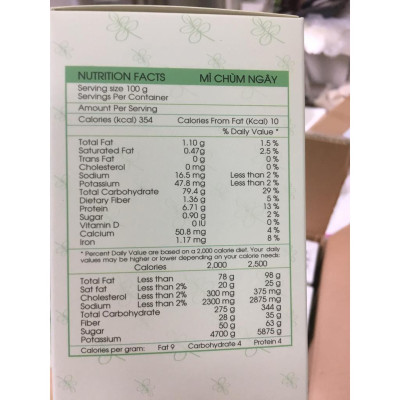 NUTRITION FACTS MÌ CHÙM NGÂY
Serving size 100 g
Servings Per Container
Amount Per Serving
Calories (kcal) 354 Calories From Fat (Kcal) 10
% Daily Value *
Total Fat 1.10 g 1.5 %
Saturated Fat 0.47g 2.5 %
Trans Fat 0 g 0 %
Cholesterol 0 mg 0 %
Sodium 16.5 mg Less than 2 %
Potassium 47.8 mg Less than 2 %
Total Carbohydrate 79.4 g 29 %
Dietary Fiber 1.36 g 5 %
Protein 6.71 g 13 %
Sugar 0.90 g 2 %
Vitamin D 0 IU 0 %
Calcium 50.8 mg 4 %
Iron 1.17 mg 8 %
* Percent Daily Value are based on a 2,000 calorie diet. Your daily
values may be higher or lower depending on your calorie needs:
Calories 2,000 2,500
Total Fat Less than 78 g 98 g
Sat fat Less than 2% 20 g 25 g
Cholesterol Less than 2% 300 mg 375 mg
Sodium Less than 2% 2300 mg 2875 mg
Total Carbohydrate 275 g 344 g
Fiber 28 g 35 g
Sugar 50 g 63 g
Potassium 4700 g 5875 g
Calories per gram: Fat 9 Carbohydrate 4 Protein 4